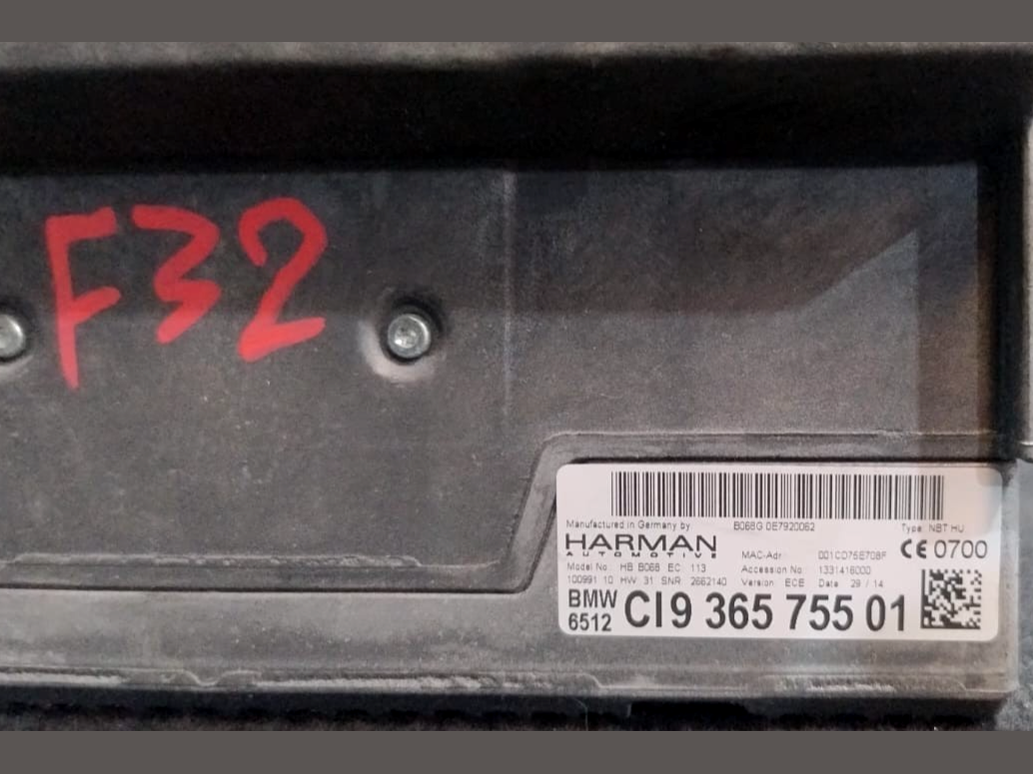 F32
Manufactured in Germany by
B068G 0E7920062
Type: NBT HU
HARMAN
AUTOMOTIVE
MAC-Adr:
CE 0700
Model No.: HB B068 EC: 113
Accession No.: 1331416000
100991 10 HW 31 SNR 2662140
Version: ECE Date: 29 / 14
BMW
6512
CI9 365 755 01